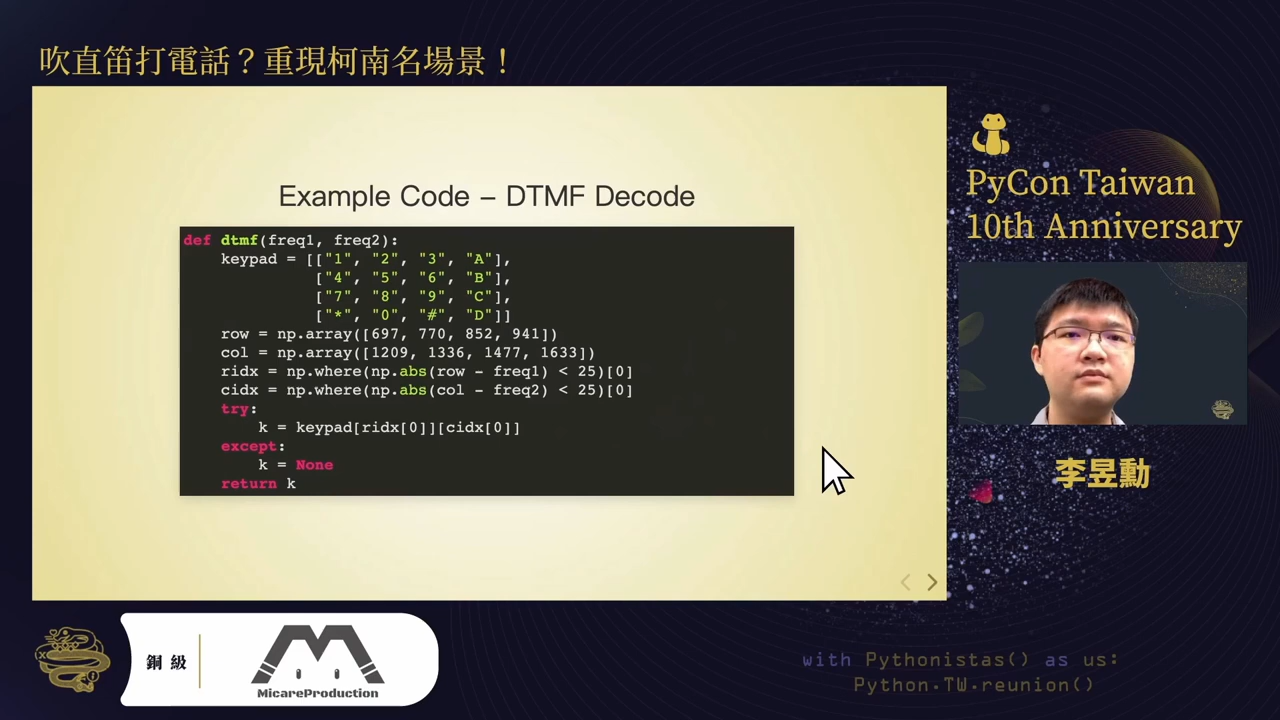 吹直笛打電話？重現柯南名場景！
Example Code – DTMF Decode
def dtmf(freq1, freq2):
    keypad = [["1", "2", "3", "A"],
              ["4", "5", "6", "B"],
              ["7", "8", "9", "C"],
              ["*", "0", "#", "D"]]
    row = np.array([697, 770, 852, 941])
    col = np.array([1209, 1336, 1477, 1633])
    ridx = np.where(np.abs(row - freq1) < 25)[0]
    cidx = np.where(np.abs(col - freq2) < 25)[0]
    try:
        k = keypad[ridx[0]][cidx[0]]
    except:
        k = None
    return k
PyCon Taiwan
10th Anniversary
李昱勳
銅級
MicareProduction
with Pythonistas() as us:
Python.TW.reunion()